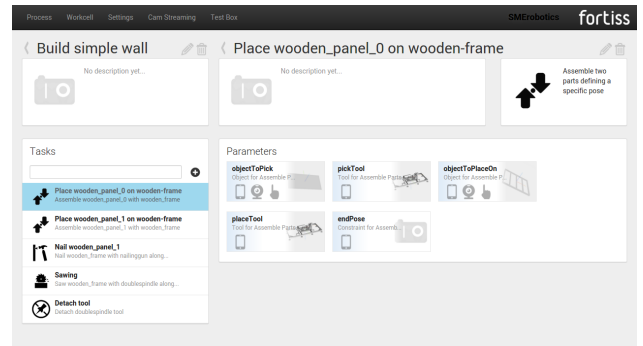 Process Workcell Settings Cam Streaming Test Box SMErobotics fortiss
Build simple wall
No description yet...
Place wooden_panel_0 on wooden-frame
No description yet...
Assemble two
parts defining a
specific pose
Tasks
Place wooden_panel_0 on wooden-frame
Assemble wooden_panel_0 with wooden_frame
Place wooden_panel_1 on wooden-frame
Assemble wooden_panel_1 with wooden_frame
Nail wooden_panel_1
Nail wooden_frame with nailinggun along...
Sawing
Saw wooden_frame with doublespindle along...
Detach tool
Detach doublespindle tool
Parameters
objectToPick
Object for Assemble P...
pickTool
Tool for Assemble Parts
objectToPlaceOn
Object for Assemble P...
placeTool
Tool for Assemble Parts
endPose
Constraint for Assembl...